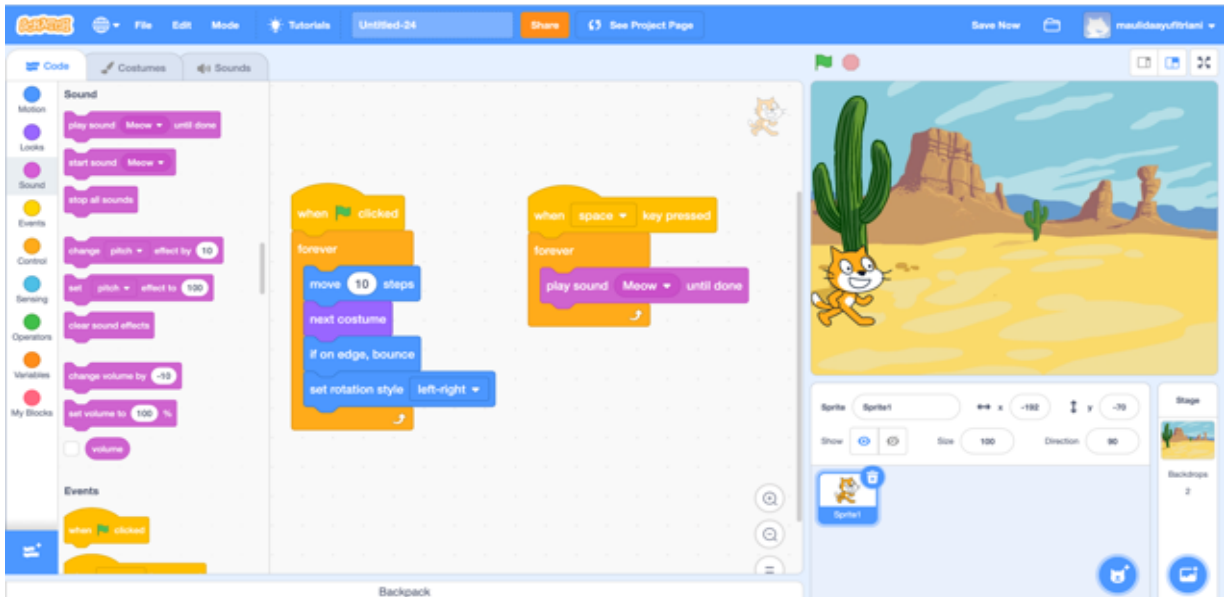 SCRATCH File Edit Mode Tutorials Untitled-24 Share See Project Page Save Now maulidaayufitriani
Code Costumes Sounds
Motion
Looks
Sound
Events
Control
Sensing
Operators
Variables
My Blocks
Sound
play sound Meow until done
start sound Meow
stop all sounds
change pitch effect by 10
set pitch effect to 100
clear sound effects
change volume by -10
set volume to 100 %
volume
Events
when clicked
when clicked
forever
move 10 steps
next costume
if on edge, bounce
set rotation style left-right
when space key pressed
forever
play sound Meow until done
Backpack
Sprite Sprite1 x -192 y -70
Show Size 100 Direction 90
Sprite1
Stage
Backdrops
2